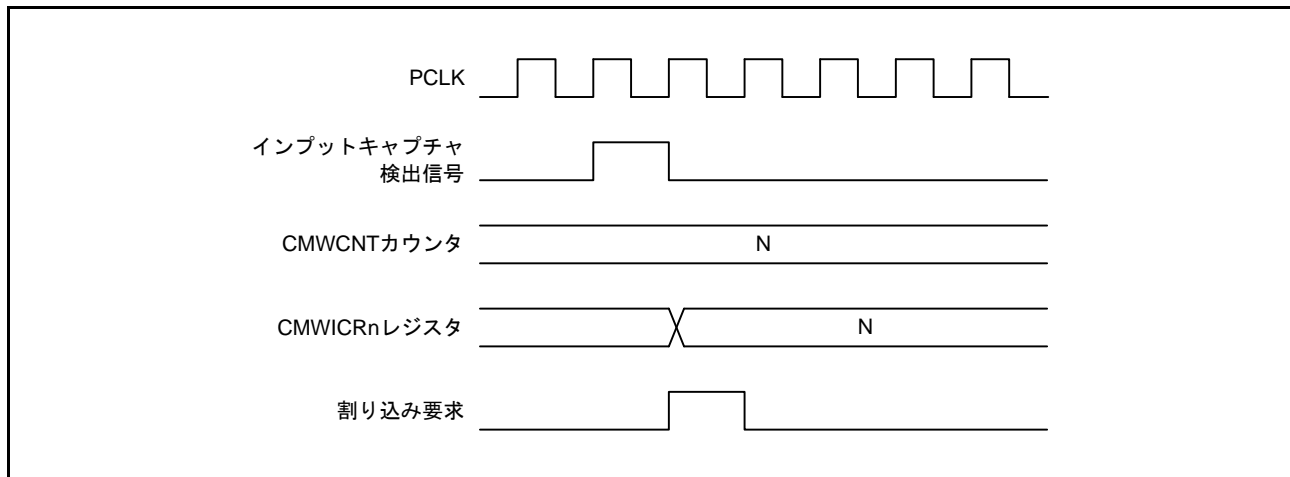 PCLK
インプットキャプチャ
検出信号
CMWCNTカウンタ
N
CMWICRnレジスタ
N
割り込み要求